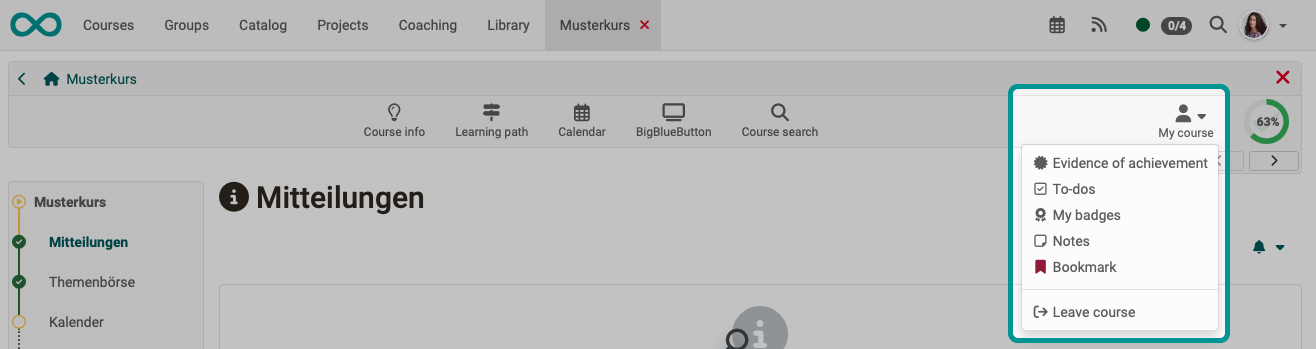 Courses Groups Catalog Projects Coaching Library Musterkurs 0/4
Musterkurs
Course info Learning path Calendar BigBlueButton Course search My course 63%
Evidence of achievement
To-dos
My badges
Notes
Bookmark
Leave course
Musterkurs
Mitteilungen
Themenbörse
Kalender
Mitteilungen